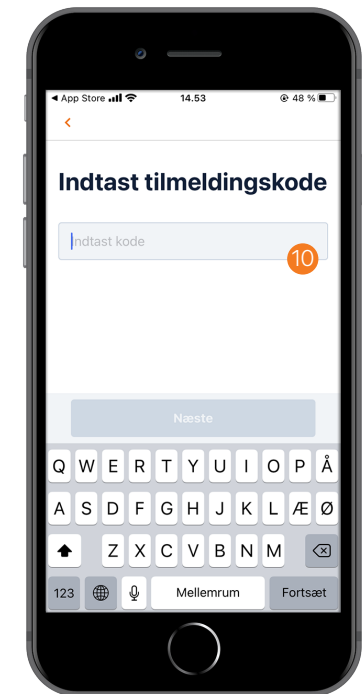 App Store 14.53 48 %
Indtast tilmeldingskode
Indtast kode
10
Næste
Q W E R T Y U I O P Å
A S D F G H J K L Æ Ø
Z X C V B N M
123 Mellemrum Fortsæt